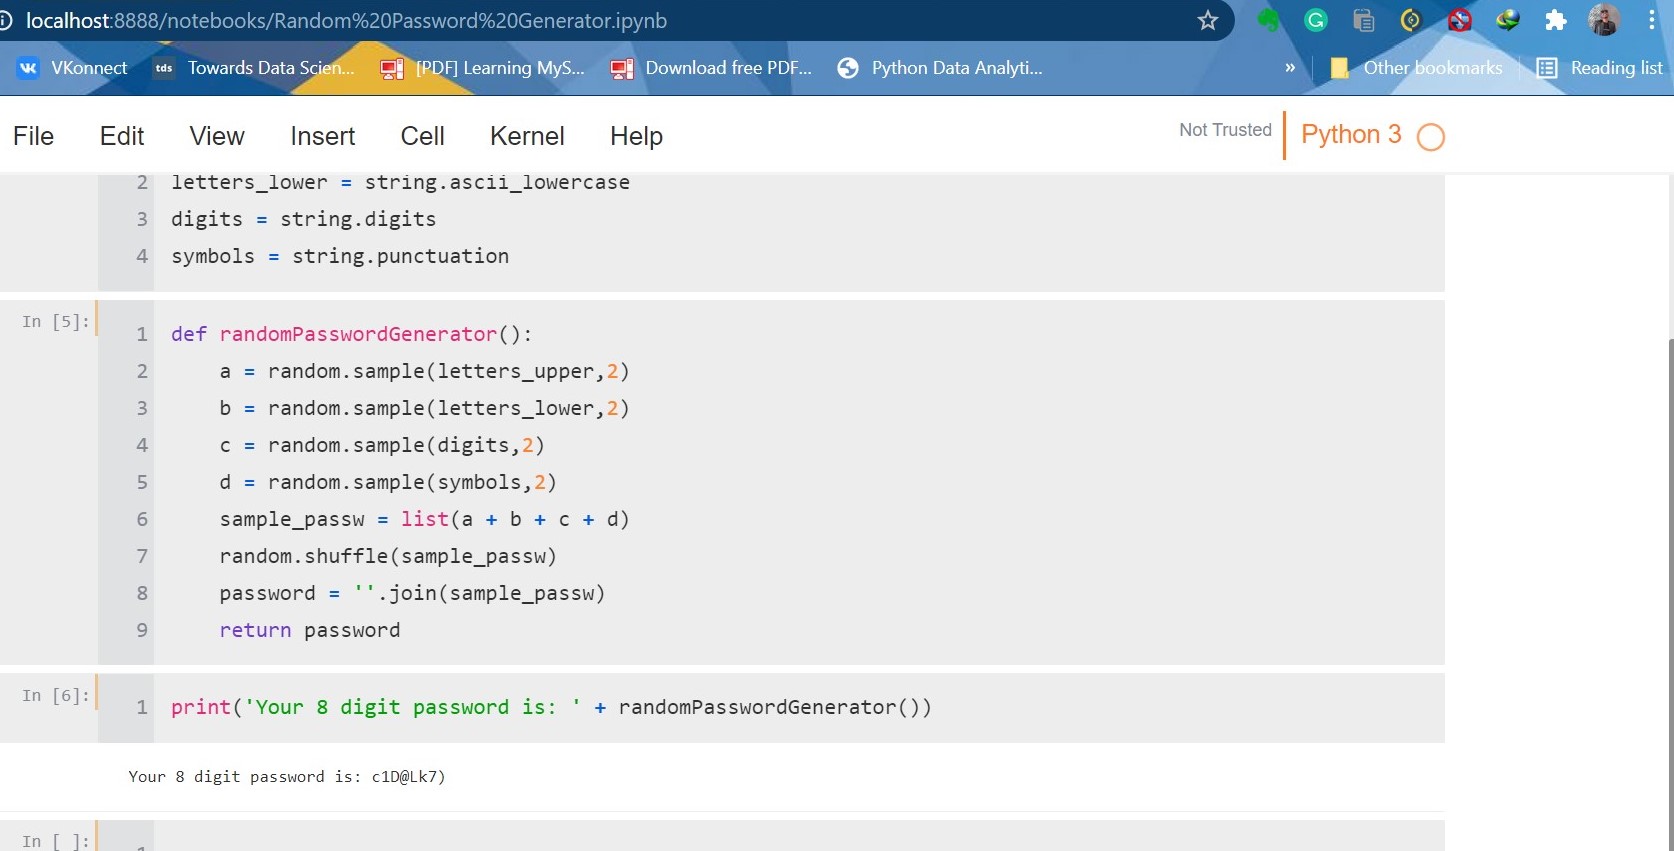 localhost:8888/notebooks/Random%20Password%20Generator.ipynb
VKonnect tds Towards Data Scien... [PDF] Learning MyS... Download free PDF... Python Data Analyti... » Other bookmarks Reading list
File Edit View Insert Cell Kernel Help Not Trusted Python 3
2 letters_lower = string.ascii_lowercase
3 digits = string.digits
4 symbols = string.punctuation
In [5]:
1 def randomPasswordGenerator():
2     a = random.sample(letters_upper,2)
3     b = random.sample(letters_lower,2)
4     c = random.sample(digits,2)
5     d = random.sample(symbols,2)
6     sample_passw = list(a + b + c + d)
7     random.shuffle(sample_passw)
8     password = ''.join(sample_passw)
9     return password
In [6]:
1 print('Your 8 digit password is: ' + randomPasswordGenerator())
Your 8 digit password is: c1D@Lk7)
In [ ]:
1